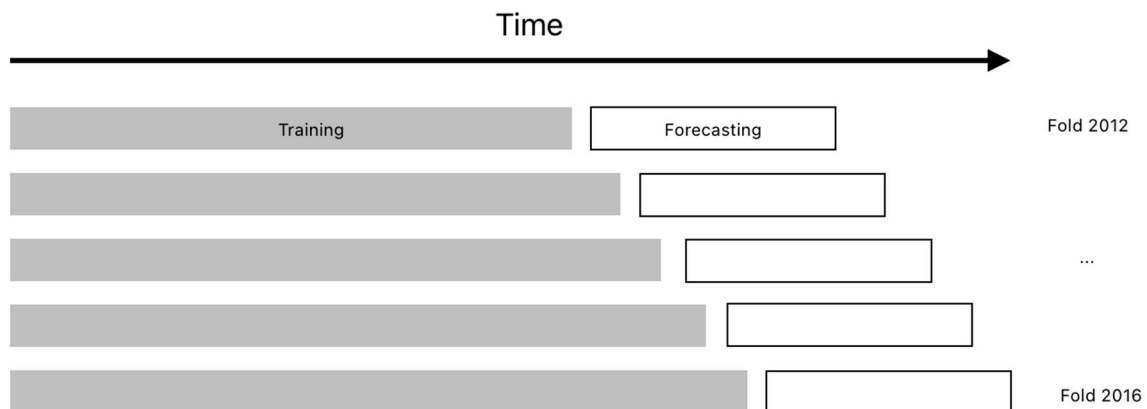 Time
Training
Forecasting
Fold 2012
...
Fold 2016